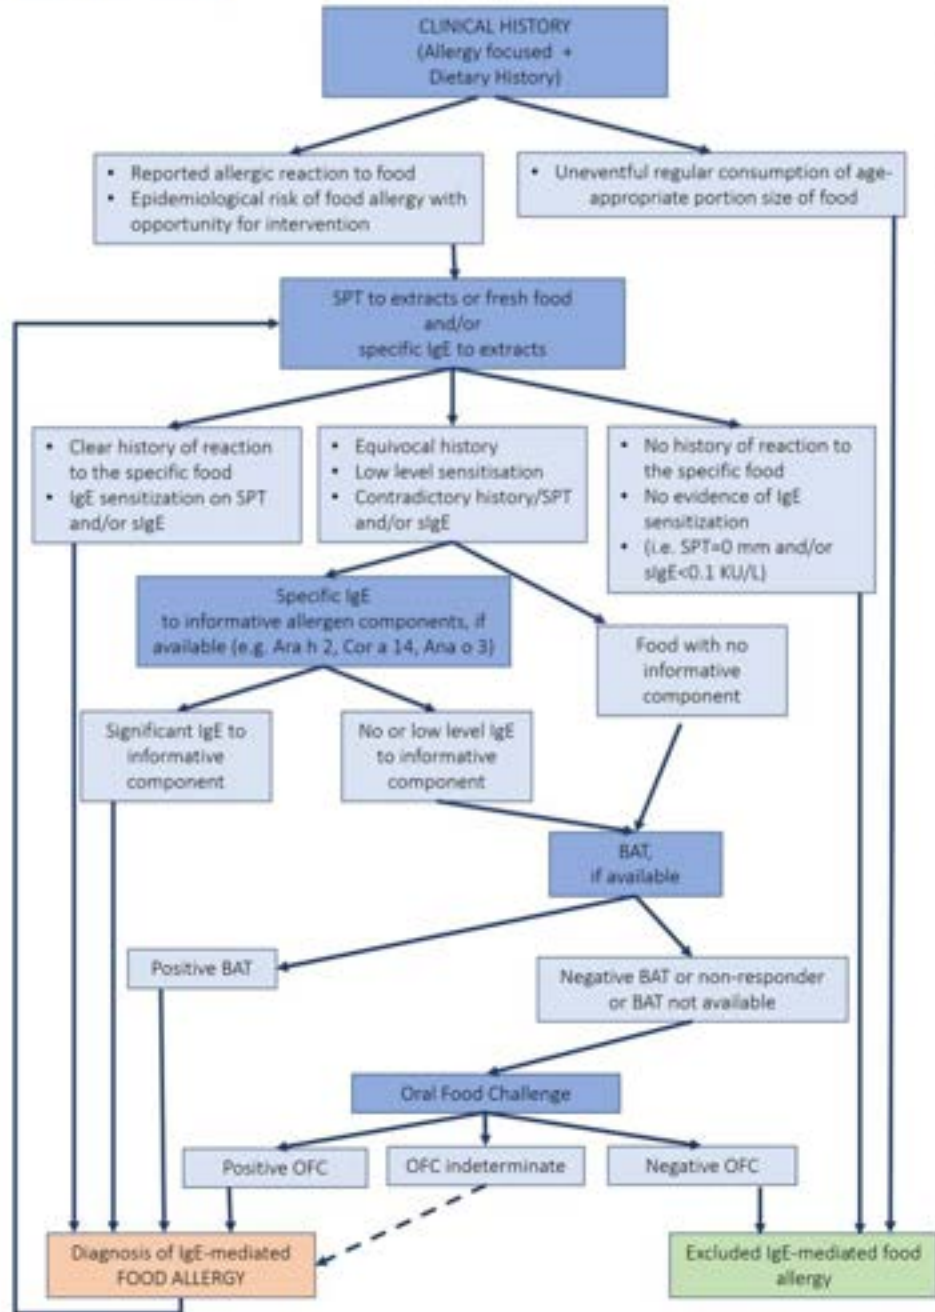 CLINICAL HISTORY
(Allergy focused +
Dietary History)
• Reported allergic reaction to food
• Epidemiological risk of food allergy with
opportunity for intervention
• Uneventful regular consumption of age-
appropriate portion size of food
SPT to extracts or fresh food
and/or
specific IgE to extracts
• Clear history of reaction
to the specific food
• IgE sensitization on SPT
and/or sIgE
• Equivocal history
• Low level sensitisation
• Contradictory history/SPT
and/or sIgE
• No history of reaction to
the specific food
• No evidence of IgE
sensitization
• (i.e. SPT=0 mm and/or
sIgE<0.1 KU/L)
Specific IgE
to informative allergen components, if
available (e.g. Ara h 2, Cor a 14, Ana o 3)
Food with no
informative
component
Significant IgE to
informative
component
No or low level IgE
to informative
component
BAT,
if available
Positive BAT
Negative BAT or non-responder
or BAT not available
Oral Food Challenge
Positive OFC
OFC indeterminate
Negative OFC
Diagnosis of IgE-mediated
FOOD ALLERGY
Excluded IgE-mediated food
allergy